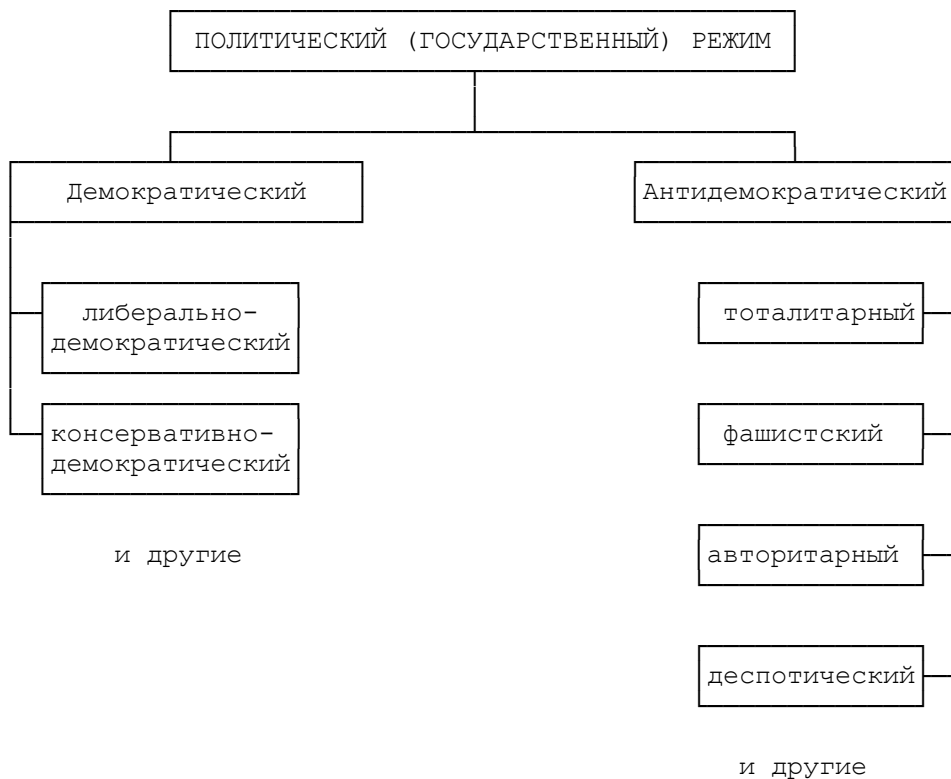 ПОЛИТИЧЕСКИЙ (ГОСУДАРСТВЕННЫЙ) РЕЖИМ
Демократический
либерально-
демократический
консервативно-
демократический
и другие
Антидемократический
тоталитарный
фашистский
авторитарный
деспотический
и другие